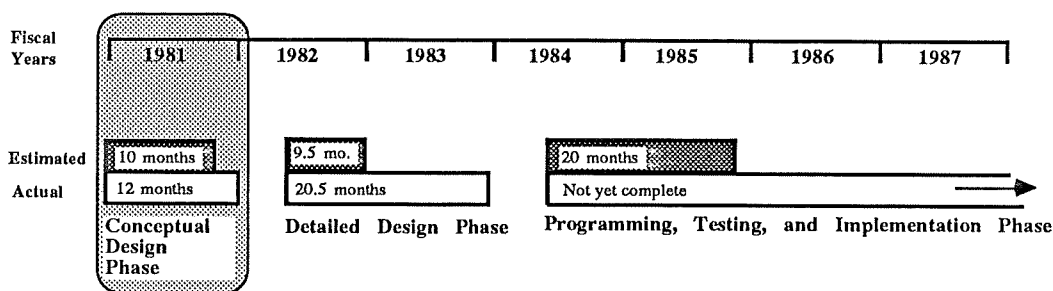 Fiscal
Years
1981 1982 1983 1984 1985 1986 1987
Estimated
10 months 9.5 mo. 20 months
Actual
12 months 20.5 months Not yet complete
Conceptual
Design
Phase
Detailed Design Phase
Programming, Testing, and Implementation Phase